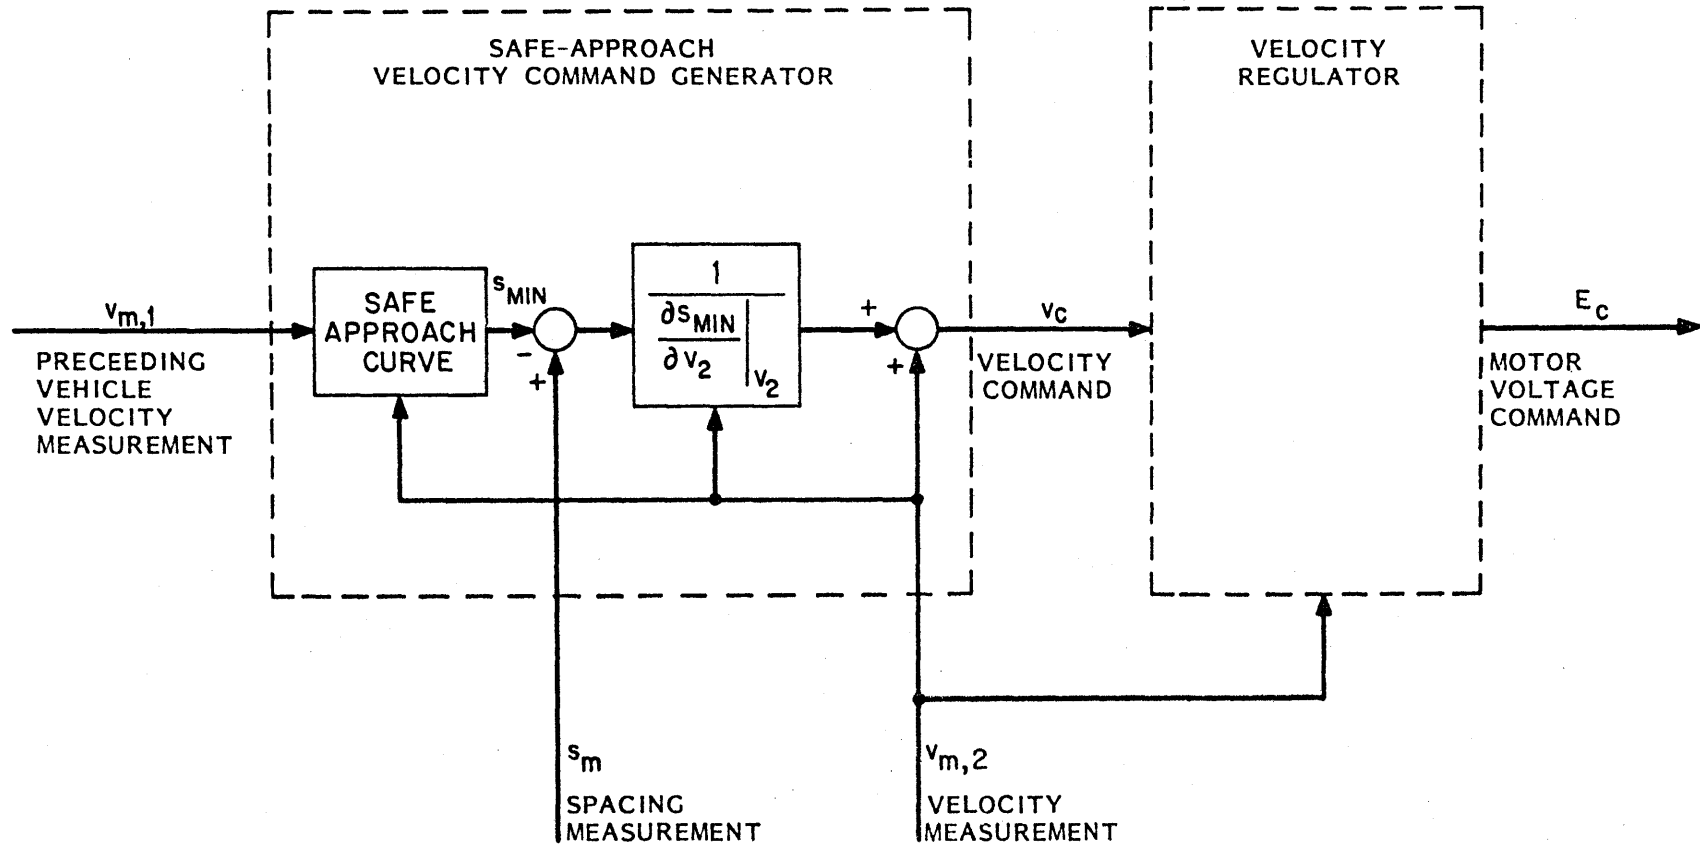 SAFE-APPROACH
VELOCITY COMMAND GENERATOR
VELOCITY
REGULATOR
v_m,1
PRECEEDING
VEHICLE
VELOCITY
MEASUREMENT
SAFE
APPROACH
CURVE
s_MIN
-
+
1
∂s_MIN
∂v_2
v_2
+
+
v_c
VELOCITY
COMMAND
E_c
MOTOR
VOLTAGE
COMMAND
s_m
SPACING
MEASUREMENT
v_m,2
VELOCITY
MEASUREMENT